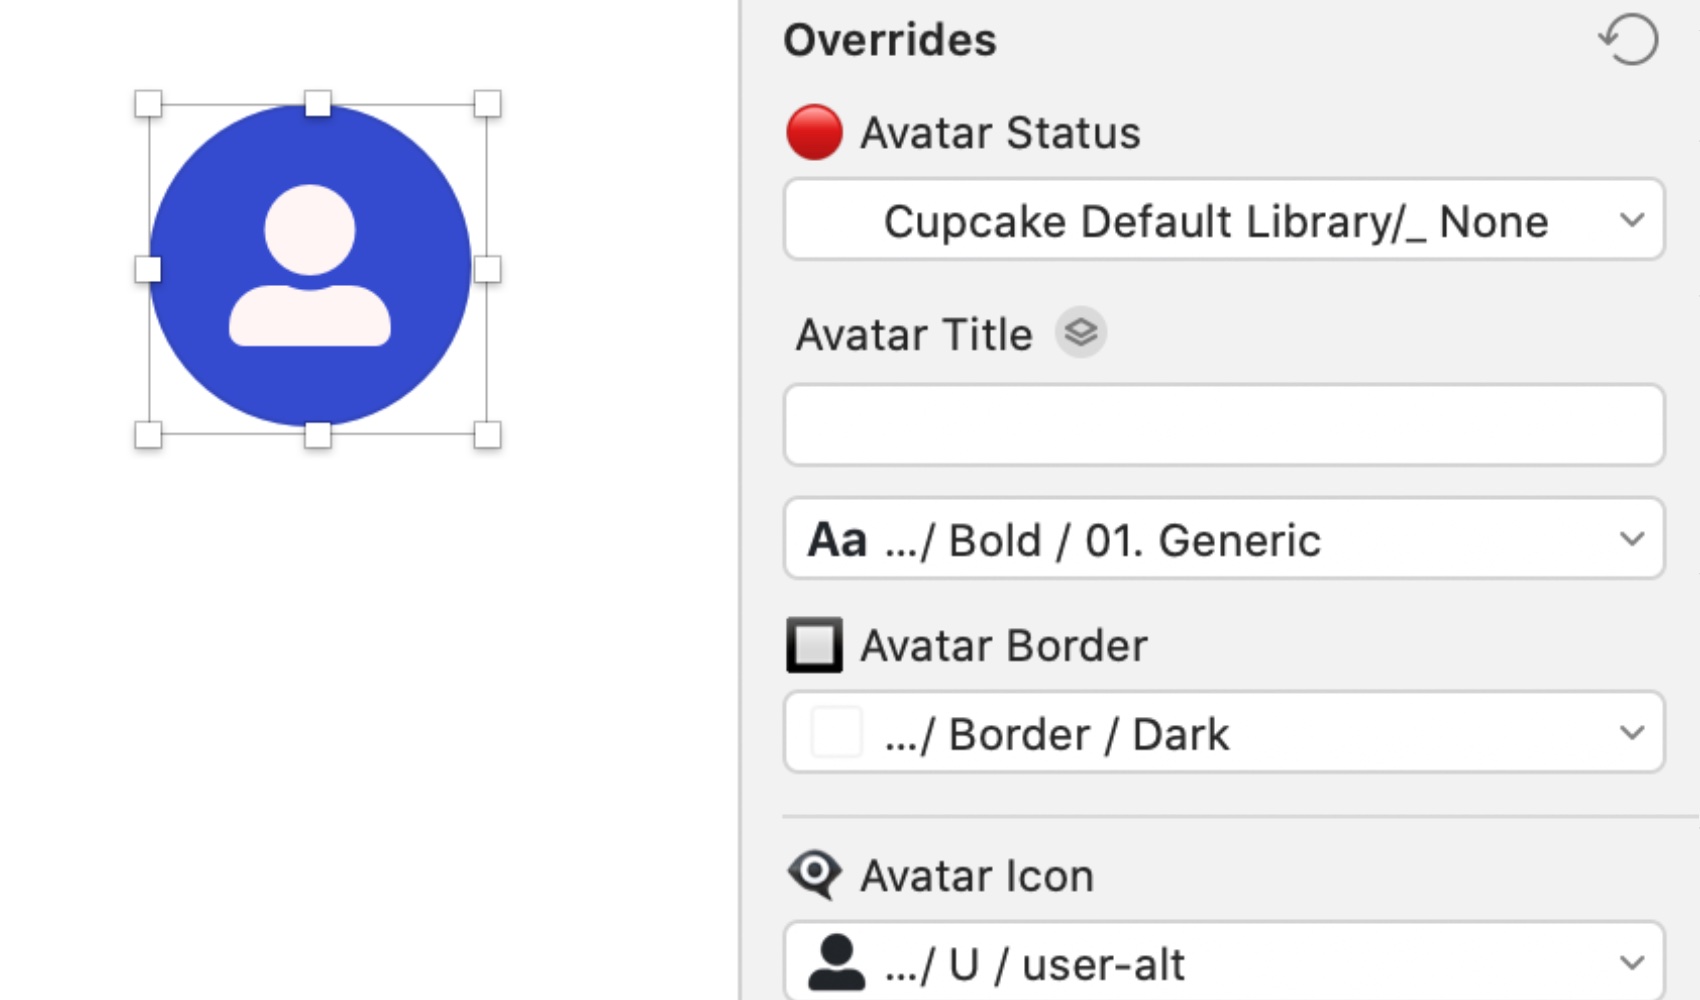 Overrides
Avatar Status
Cupcake Default Library/_ None
Avatar Title
Aa .../ Bold / 01. Generic
Avatar Border
.../ Border / Dark
Avatar Icon
.../ U / user-alt